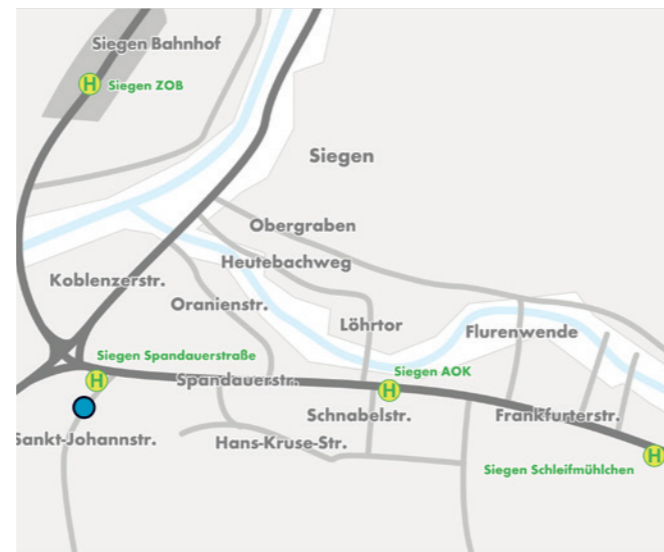 Siegen Bahnhof
H Siegen ZOB
Siegen
Obergraben
Heutebachweg
Koblenzerstr.
Oranienstr.
Löhrtor
Flurenwende
Siegen Spandauerstraße
H
Spandauerstr.
Siegen AOK
H
Schnabelstr.
Frankfurterstr.
Sankt-Johannstr.
Hans-Kruse-Str.
H
Siegen Schleifmühlchen